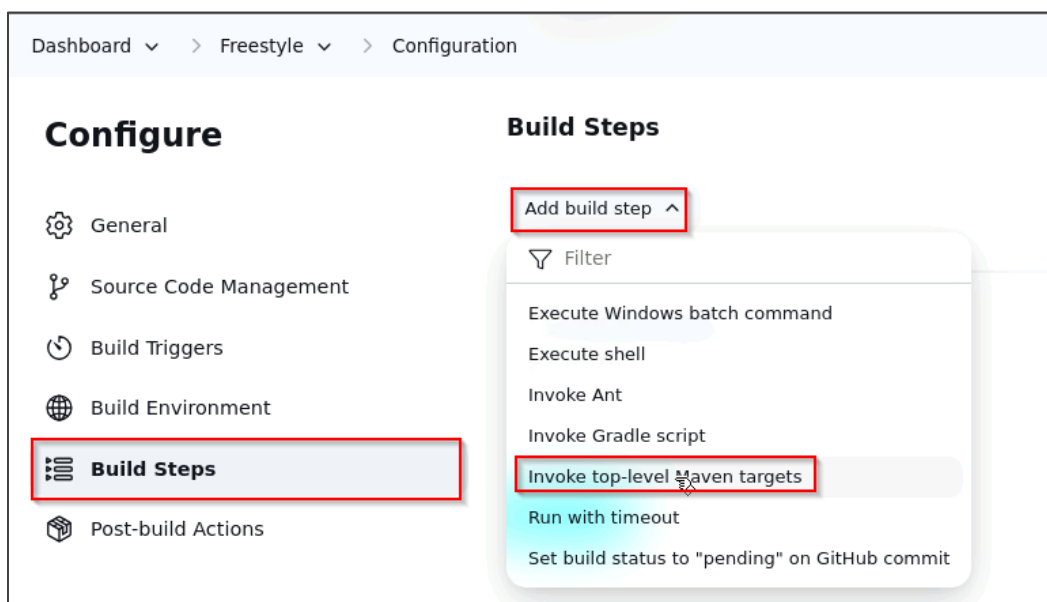 Dashboard > Freestyle > Configuration
Configure
General
Source Code Management
Build Triggers
Build Environment
Build Steps
Post-build Actions
Build Steps
Add build step
Filter
Execute Windows batch command
Execute shell
Invoke Ant
Invoke Gradle script
Invoke top-level Maven targets
Run with timeout
Set build status to "pending" on GitHub commit